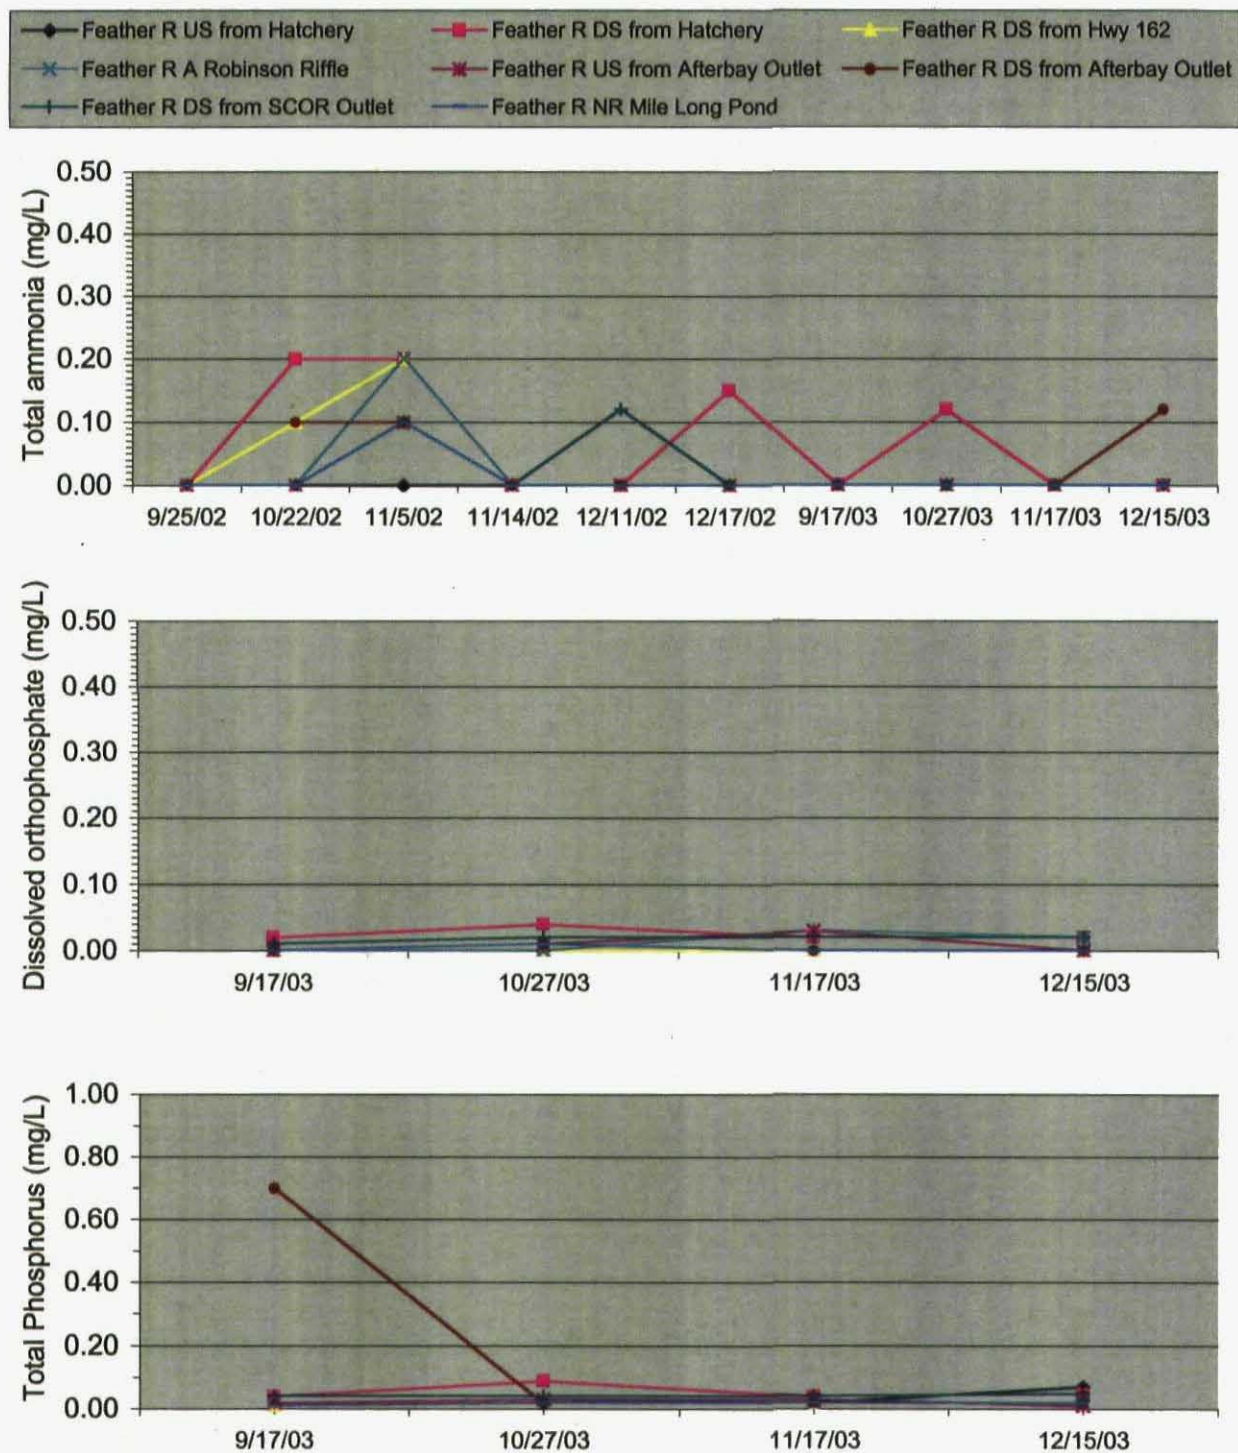 Feather R US from Hatchery Feather R DS from Hatchery Feather R DS from Hwy 162
Feather R A Robinson Riffle Feather R US from Afterbay Outlet Feather R DS from Afterbay Outlet
Feather R DS from SCOR Outlet Feather R NR Mile Long Pond
Total ammonia (mg/L)
0.50
0.40
0.30
0.20
0.10
0.00
9/25/02 10/22/02 11/5/02 11/14/02 12/11/02 12/17/02 9/17/03 10/27/03 11/17/03 12/15/03
Dissolved orthophosphate (mg/L)
0.50
0.40
0.30
0.20
0.10
0.00
9/17/03 10/27/03 11/17/03 12/15/03
Total Phosphorus (mg/L)
1.00
0.80
0.60
0.40
0.20
0.00
9/17/03 10/27/03 11/17/03 12/15/03